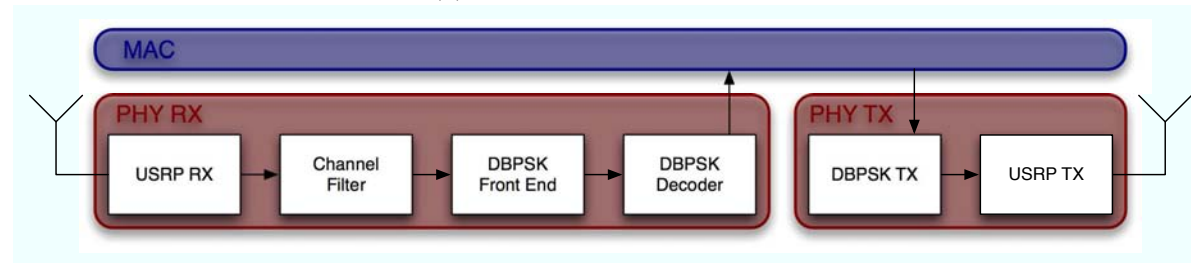 MAC
PHY RX
PHY TX
USRP RX
Channel
Filter
DBPSK
Front End
DBPSK
Decoder
DBPSK TX
USRP TX